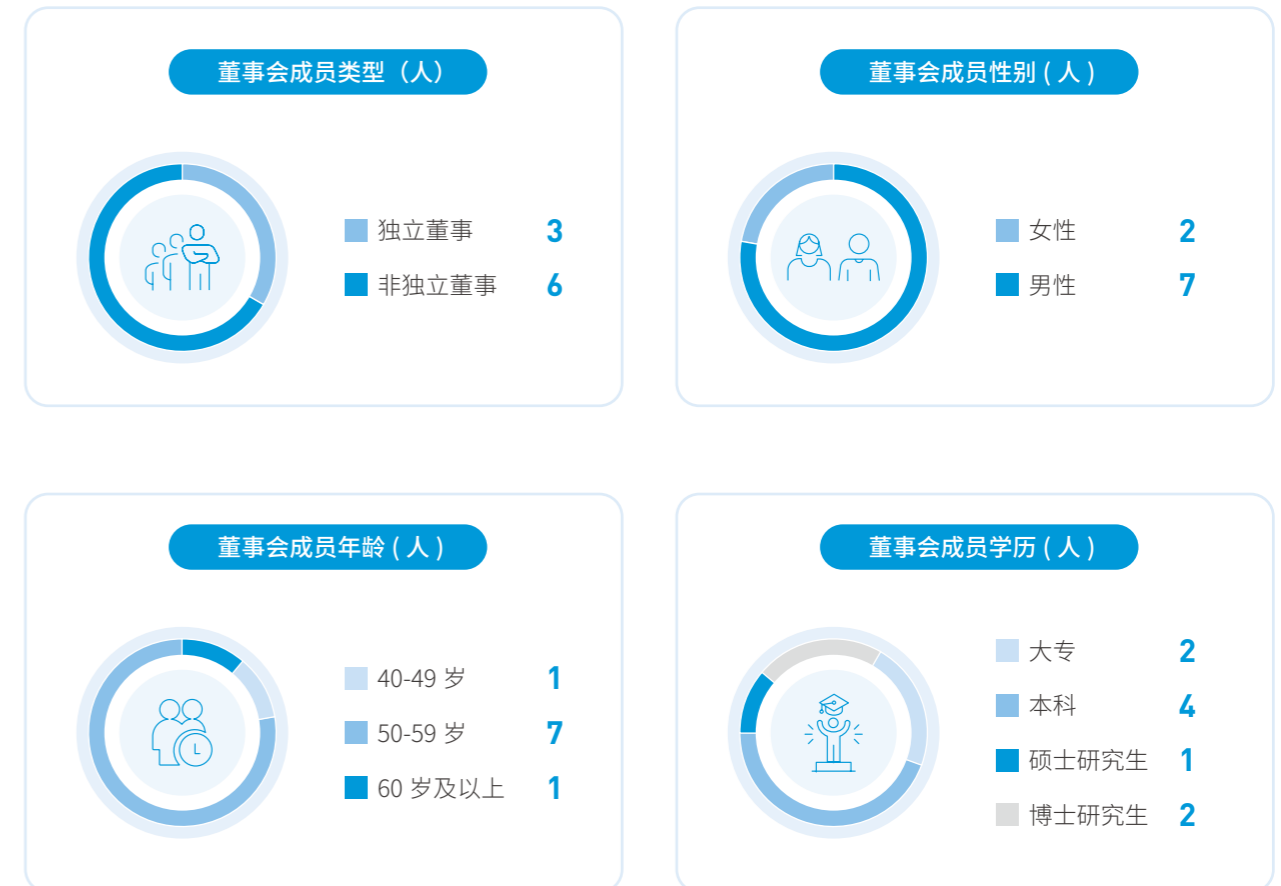 董事会成员类型（人）
独立董事 3
非独立董事 6
董事会成员性别 ( 人 )
女性 2
男性 7
董事会成员年龄 ( 人 )
40-49 岁 1
50-59 岁 7
60 岁及以上 1
董事会成员学历 ( 人 )
大专 2
本科 4
硕士研究生 1
博士研究生 2